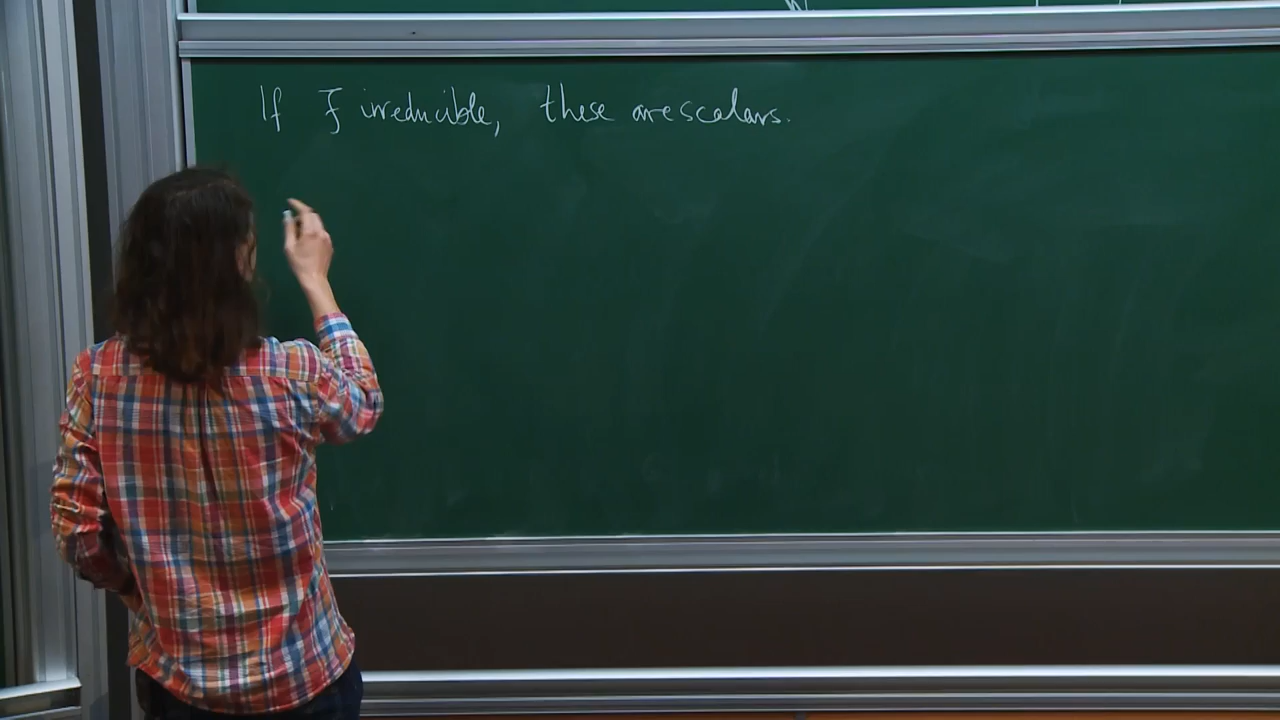 If F irreducible, these are scalars.